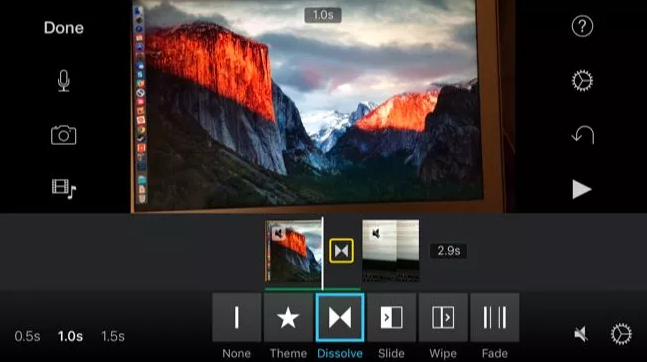 Done
1.0s
?
2.9s
0.5s 1.0s 1.5s
None Theme Dissolve Slide Wipe Fade